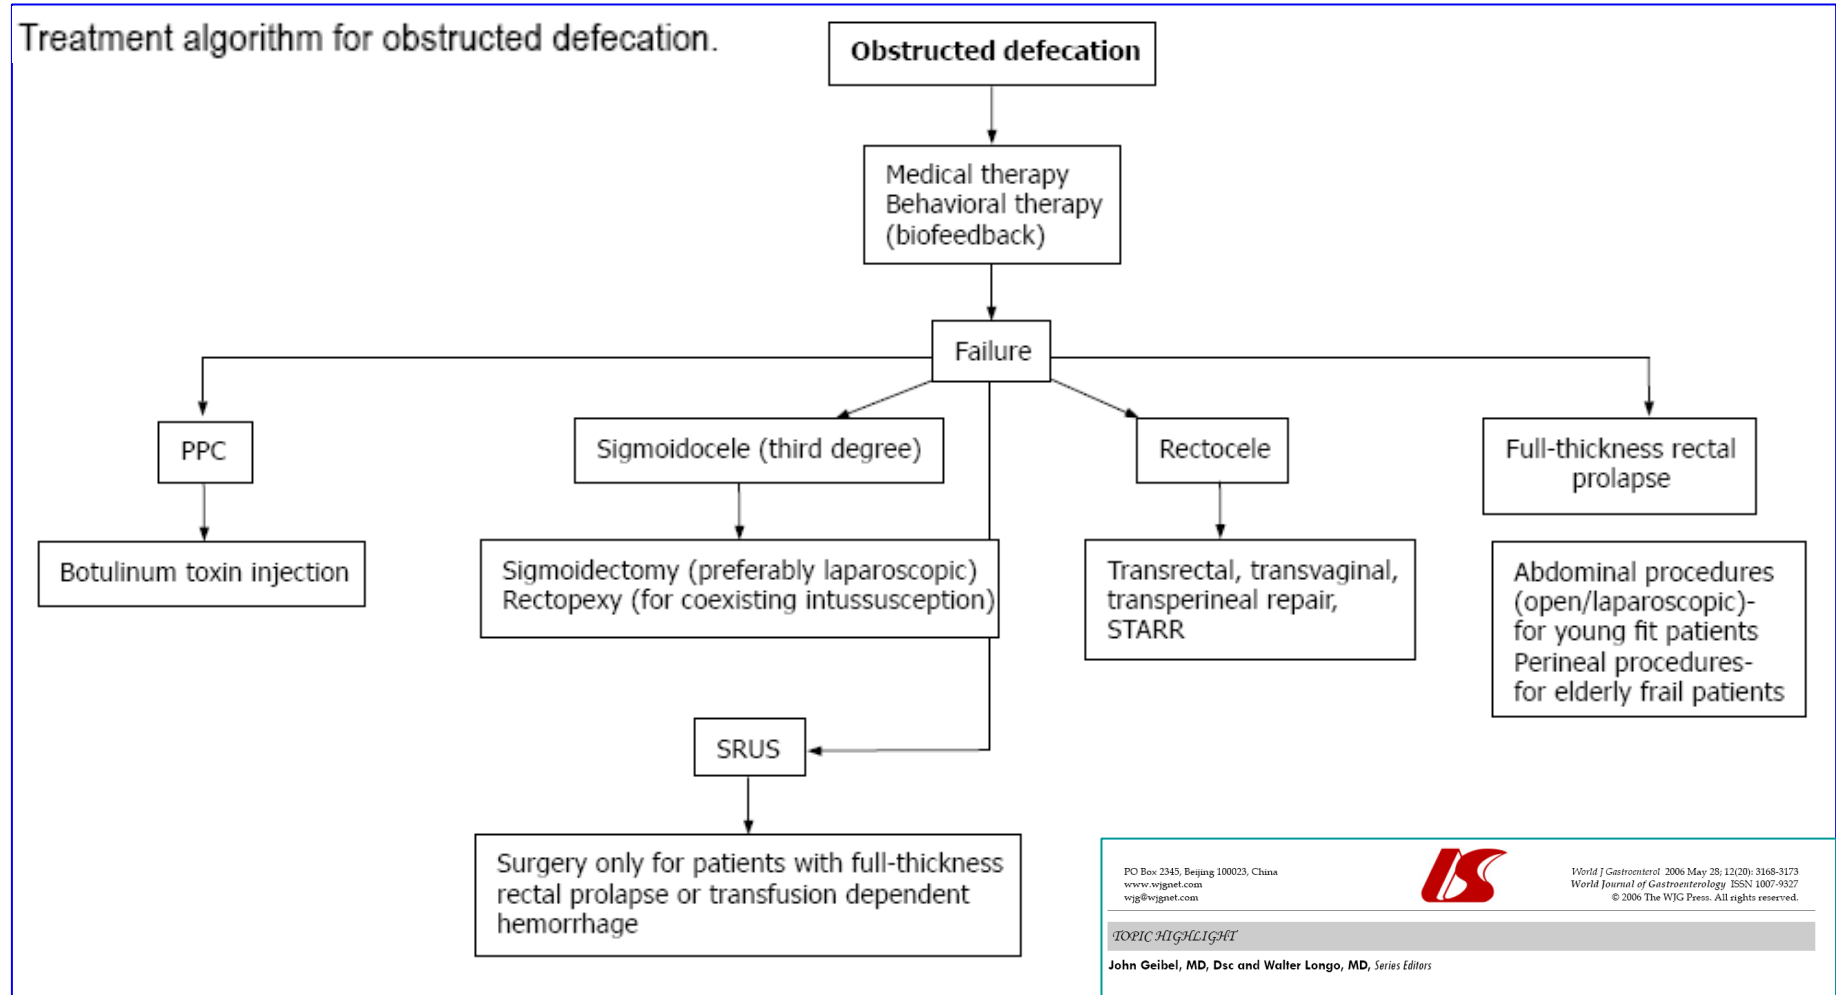 Treatment algorithm for obstructed defecation.
Obstructed defecation
Medical therapy
Behavioral therapy
(biofeedback)
Failure
PPC
Sigmoidocele (third degree)
Rectocele
Full-thickness rectal
prolapse
Botulinum toxin injection
Sigmoidectomy (preferably laparoscopic)
Rectopexy (for coexisting intussusception)
Transrectal, transvaginal,
transperineal repair,
STARR
Abdominal procedures
(open/laparoscopic)-
for young fit patients
Perineal procedures-
for elderly frail patients
SRUS
Surgery only for patients with full-thickness
rectal prolapse or transfusion dependent
hemorrhage
PO Box 2345, Beijing 100023, China
www.wjgnet.com
wjg@wjgnet.com
World J Gastroenterol 2006 May 28; 12(20): 3168-3173
World Journal of Gastroenterology ISSN 1007-9327
© 2006 The WJG Press. All rights reserved.
TOPIC HIGHLIGHT
John Geibel, MD, Dsc and Walter Longo, MD, Series Editors